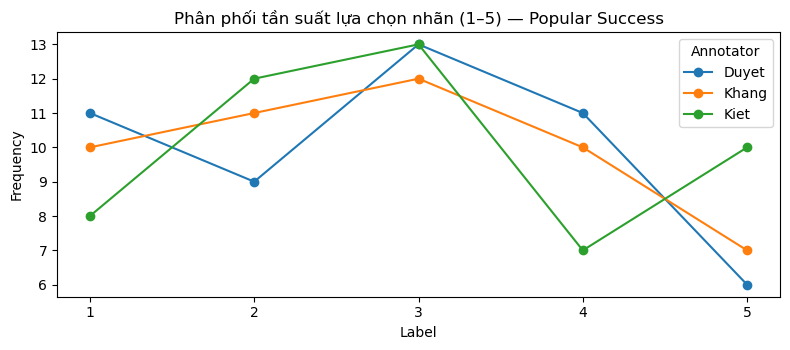 Phân phối tần suất lựa chọn nhãn (1–5) — Popular Success
Frequency
13
12
11
10
9
8
7
6
Annotator
Duyet
Khang
Kiet
1
2
3
4
5
Label